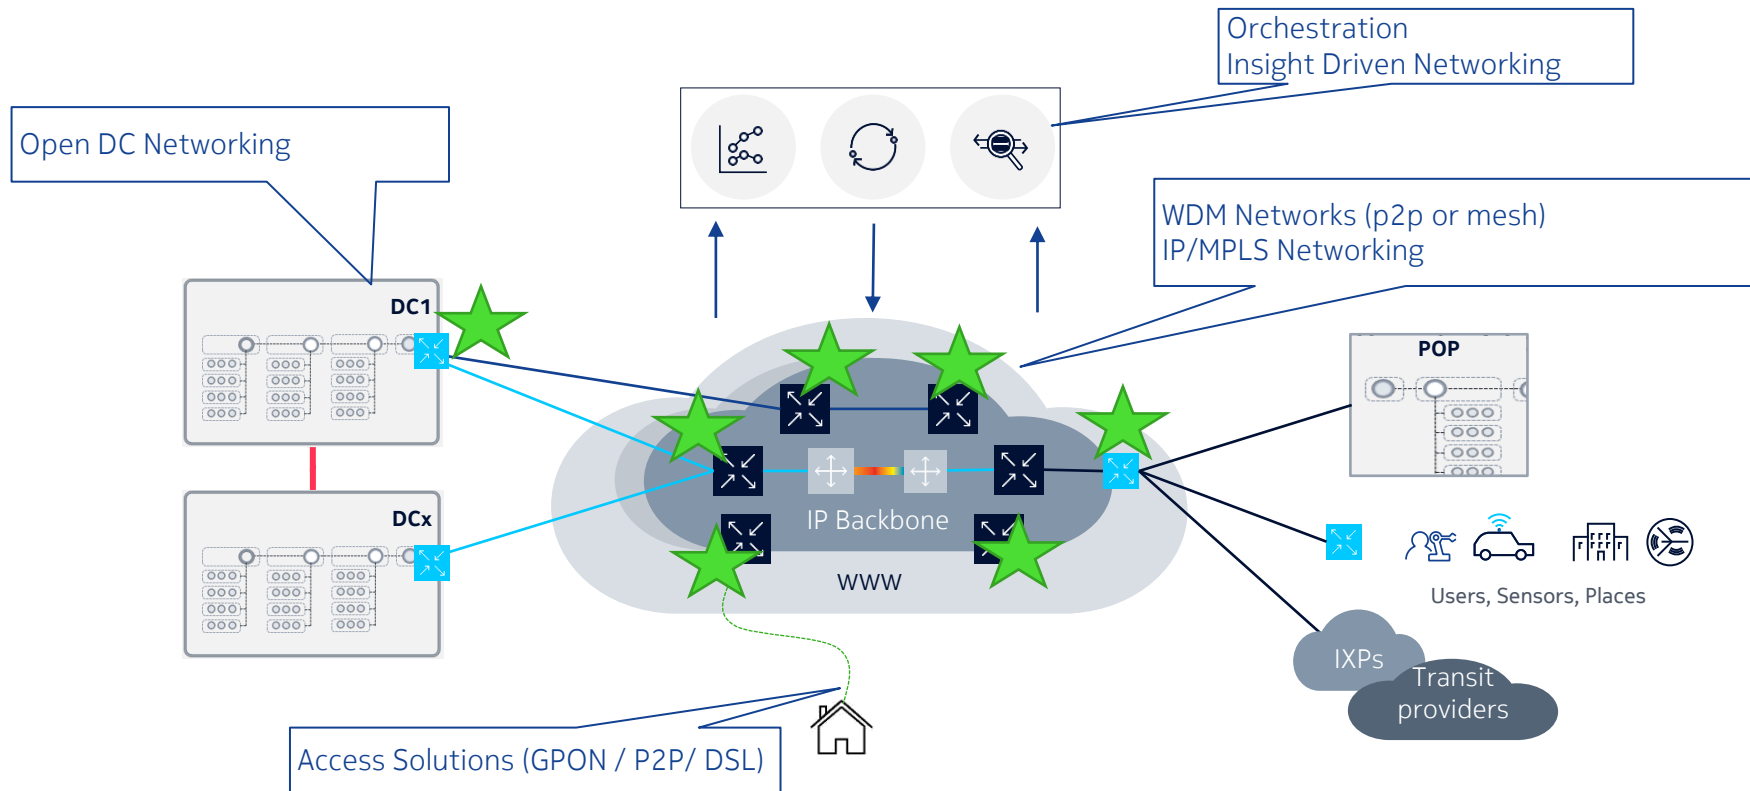 Orchestration
Insight Driven Networking
Open DC Networking
WDM Networks (p2p or mesh)
IP/MPLS Networking
DC1
POP
DCx
IP Backbone
WWW
Users, Sensors, Places
IXPs
Transit
providers
Access Solutions (GPON / P2P/ DSL)